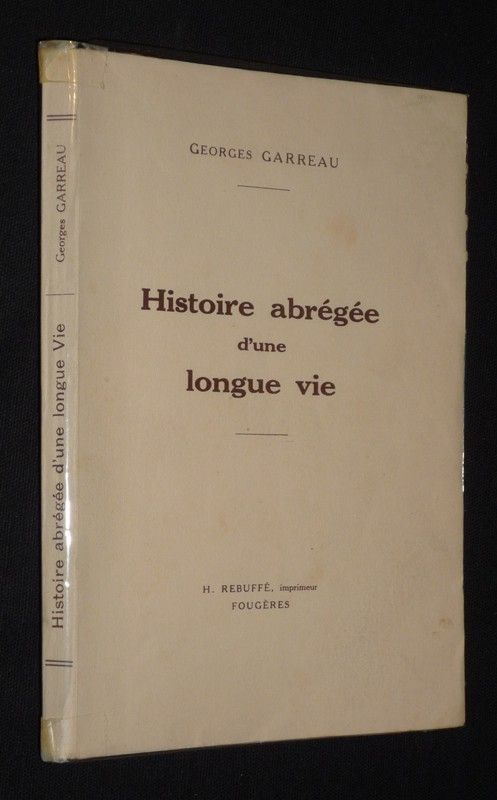 GEORGES GARREAU
Histoire abrégée
d'une
longue vie
H. REBUFFÉ, imprimeur
FOUGÈRES
Georges GARREAU
Histoire abrégée d'une longue Vie